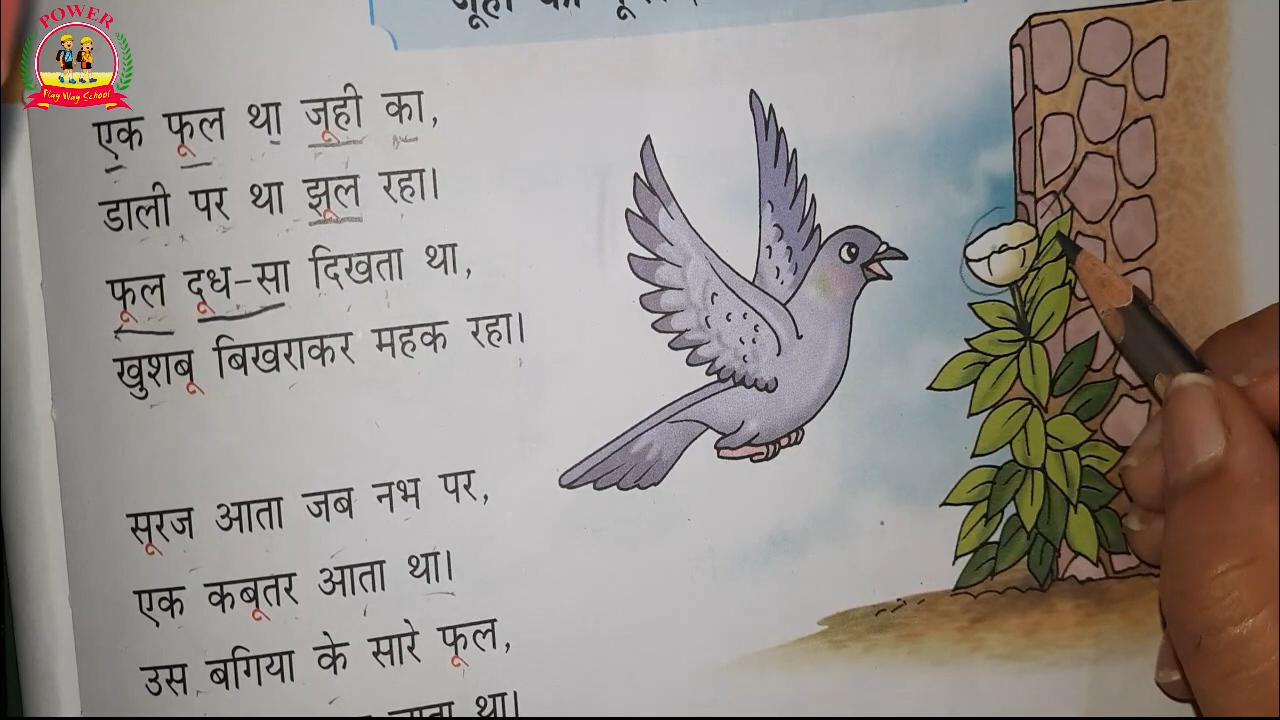 POWER
Play Way School
एक फूल था जूही का,
डाली पर था झूल रहा।
फूल दूध-सा दिखता था,
खुशबू बिखराकर महक रहा।
सूरज आता जब नभ पर,
एक कबूतर आता था।
उस बगिया के सारे फूल,
था।